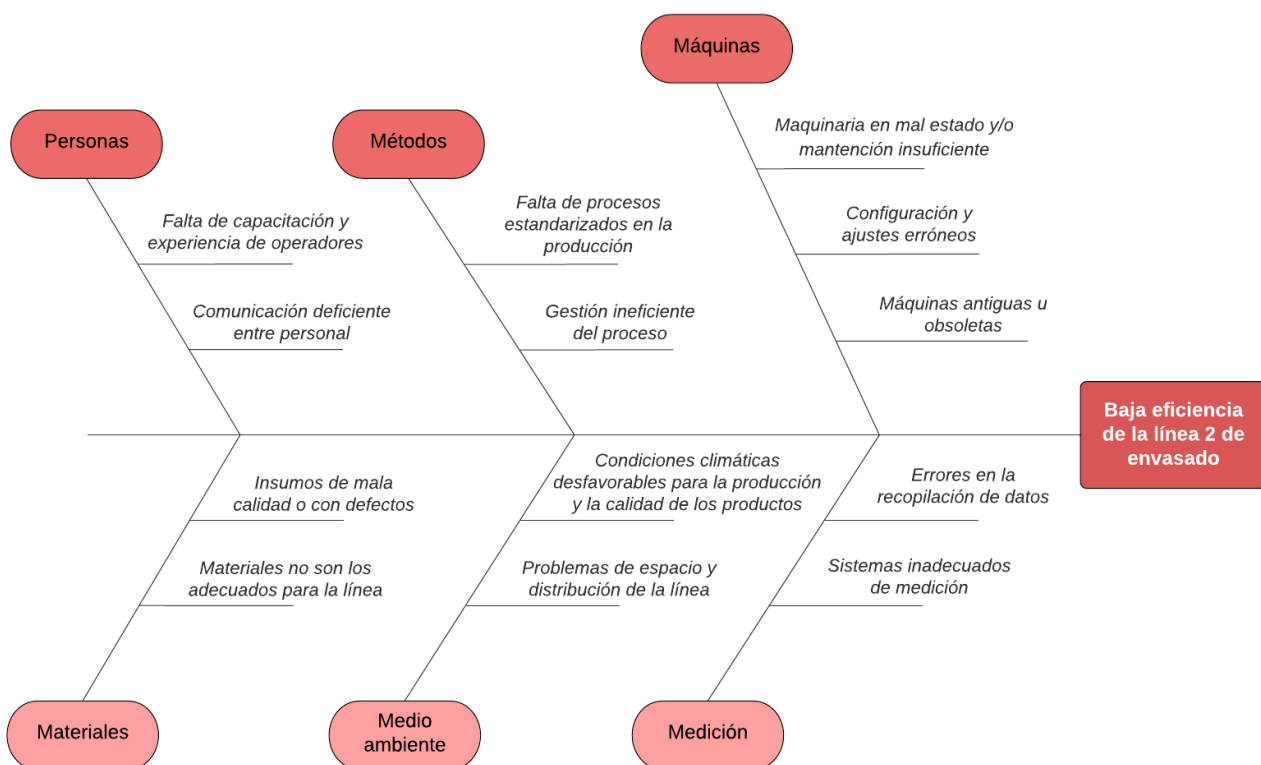 Máquinas
Personas
Métodos
Maquinaria en mal estado y/o
mantención insuficiente
Falta de capacitación y
experiencia de operadores
Falta de procesos
estandarizados en la
producción
Configuración y
ajustes erróneos
Comunicación deficiente
entre personal
Gestión ineficiente
del proceso
Máquinas antiguas u
obsoletas
Baja eficiencia
de la línea 2 de
envasado
Insumos de mala
calidad o con defectos
Condiciones climáticas
desfavorables para la producción
y la calidad de los productos
Errores en la
recopilación de datos
Materiales no son los
adecuados para la línea
Problemas de espacio y
distribución de la línea
Sistemas inadecuados
de medición
Materiales
Medio
ambiente
Medición